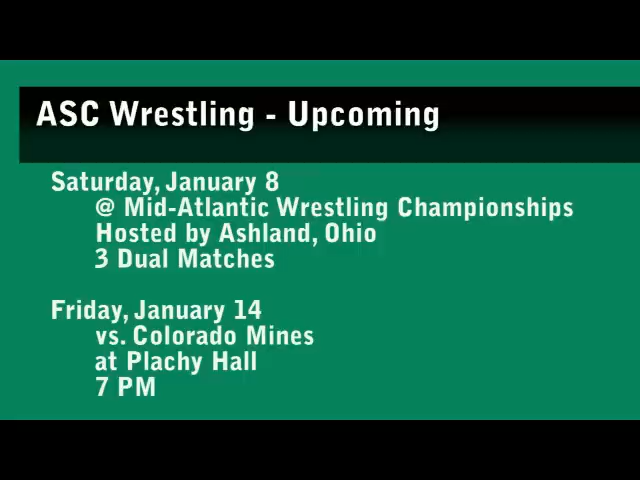 ASC Wrestling - Upcoming
Saturday, January 8
@ Mid-Atlantic Wrestling Championships
Hosted by Ashland, Ohio
3 Dual Matches
Friday, January 14
vs. Colorado Mines
at Plachy Hall
7 PM